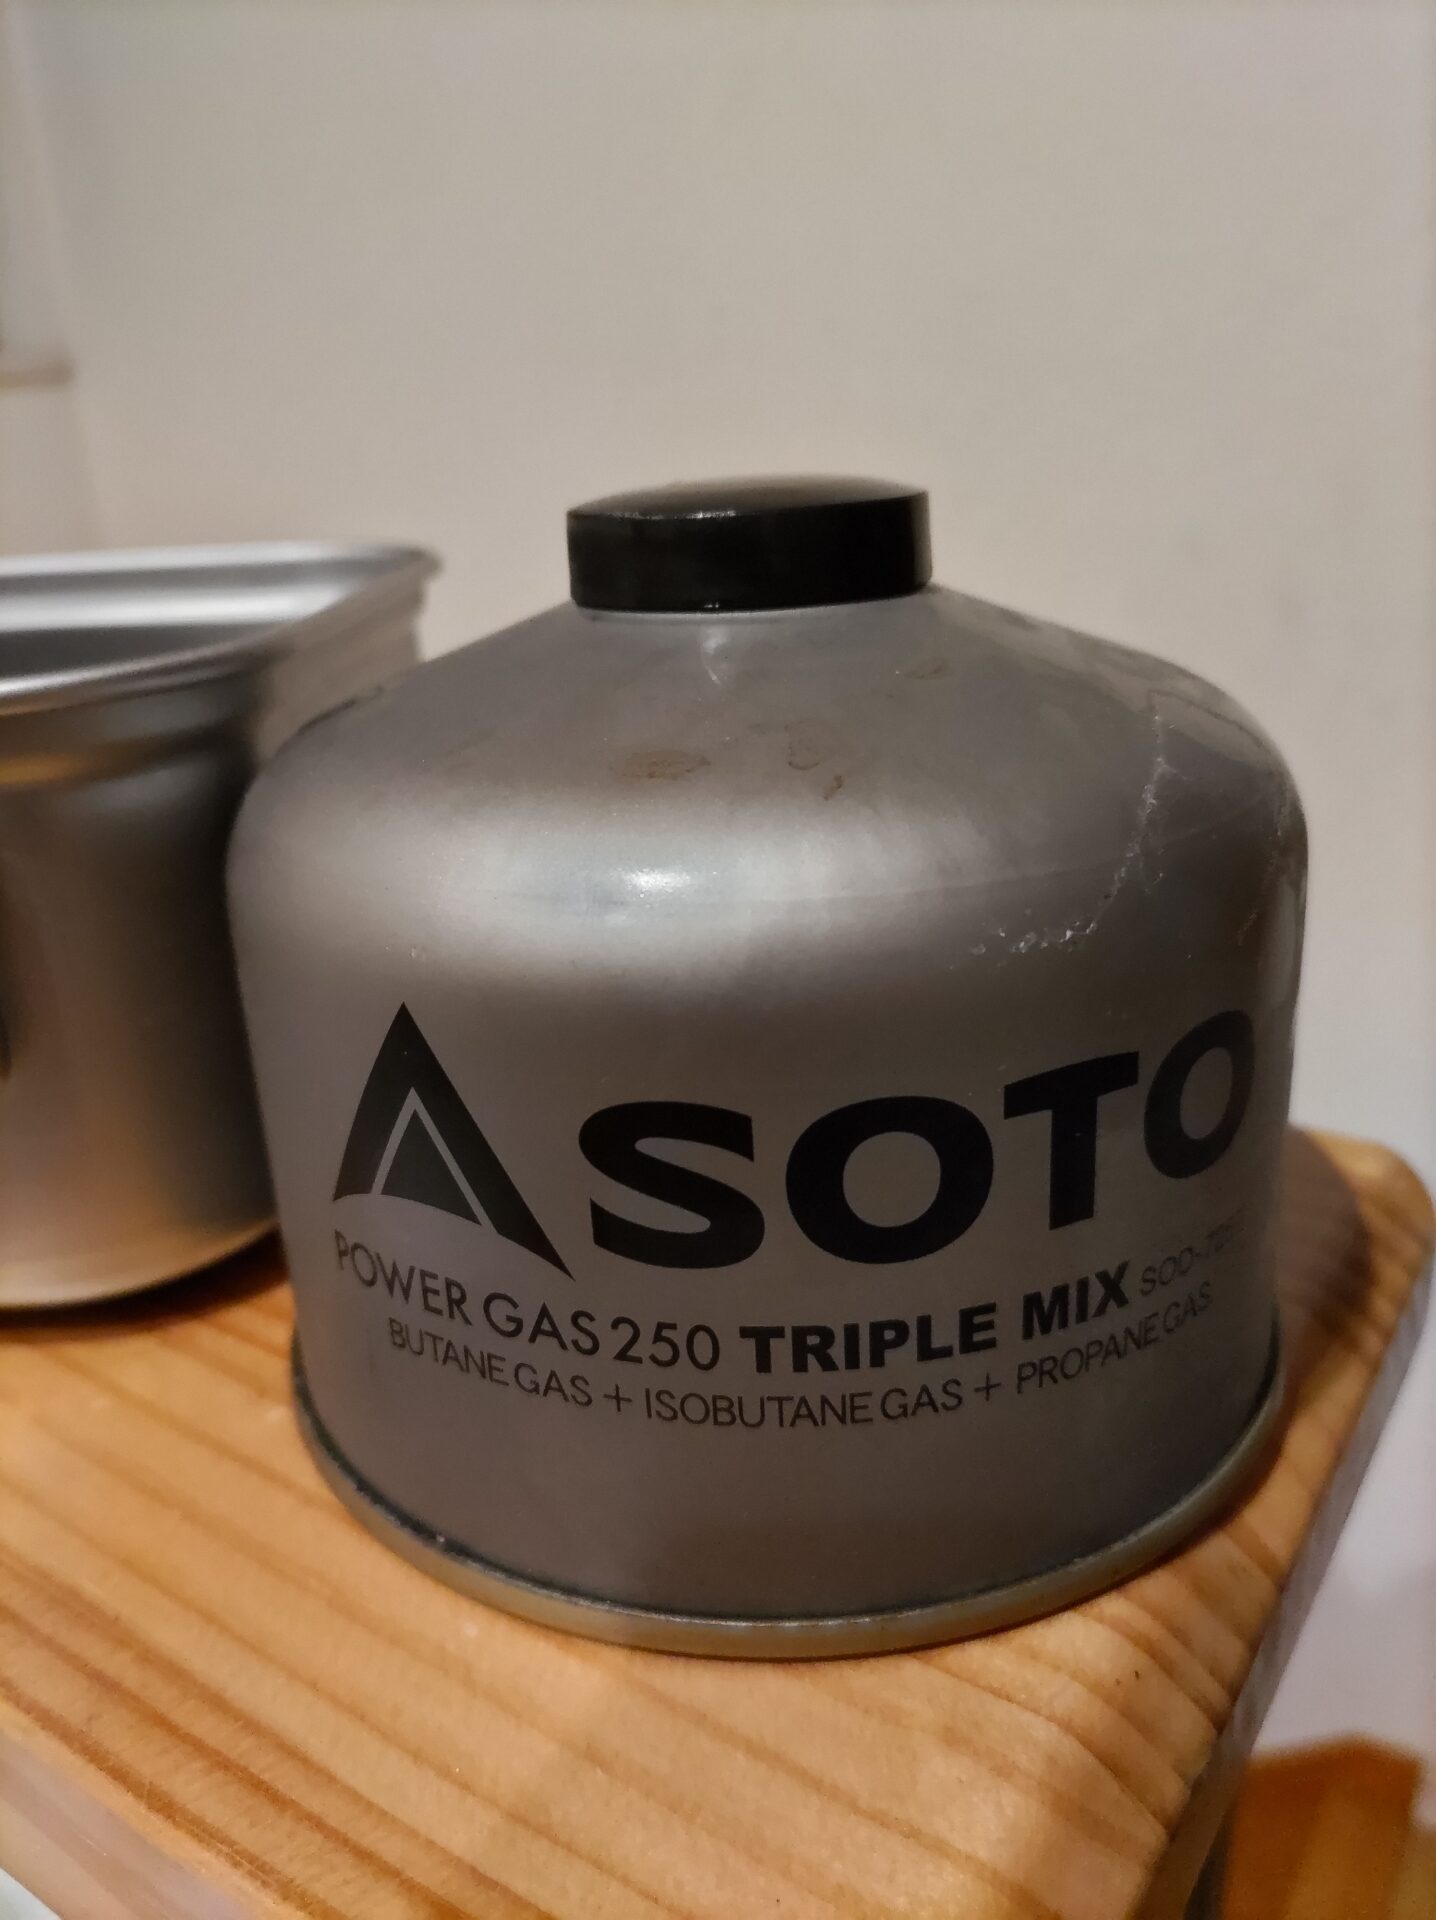 SOTO
POWER GAS 250 TRIPLE MIX
BUTANE GAS + ISOBUTANE GAS + PROPANE GAS